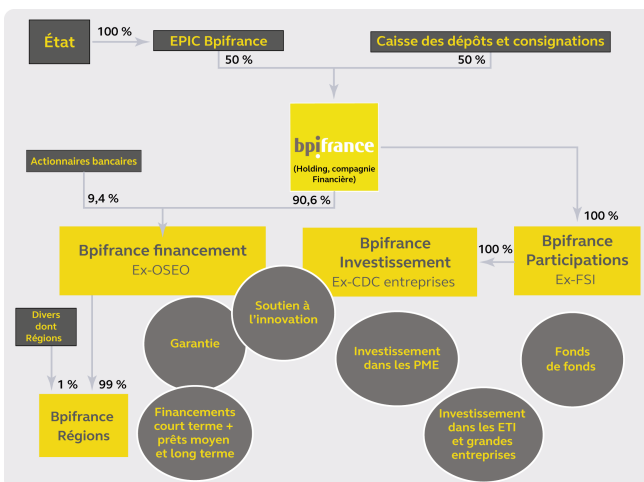 État
100 %
EPIC Bpifrance
Caisse des dépôts et consignations
50 %
50 %
bpifrance
(Holding, compagnie
Financière)
Actionnaires bancaires
9,4 %
90,6 %
100 %
Bpifrance financement
Ex-OSEO
Bpifrance
Investissement
Ex-CDC entreprises
100 %
Bpifrance
Participations
Ex-FSI
Soutien à
l'innovation
Divers
dont
Régions
Garantie
Investissement
dans les PME
Fonds
de fonds
1 %
99 %
Bpifrance
Régions
Financements
court terme +
prêts moyen
et long terme
Investissement
dans les ETI
et grandes
entreprises